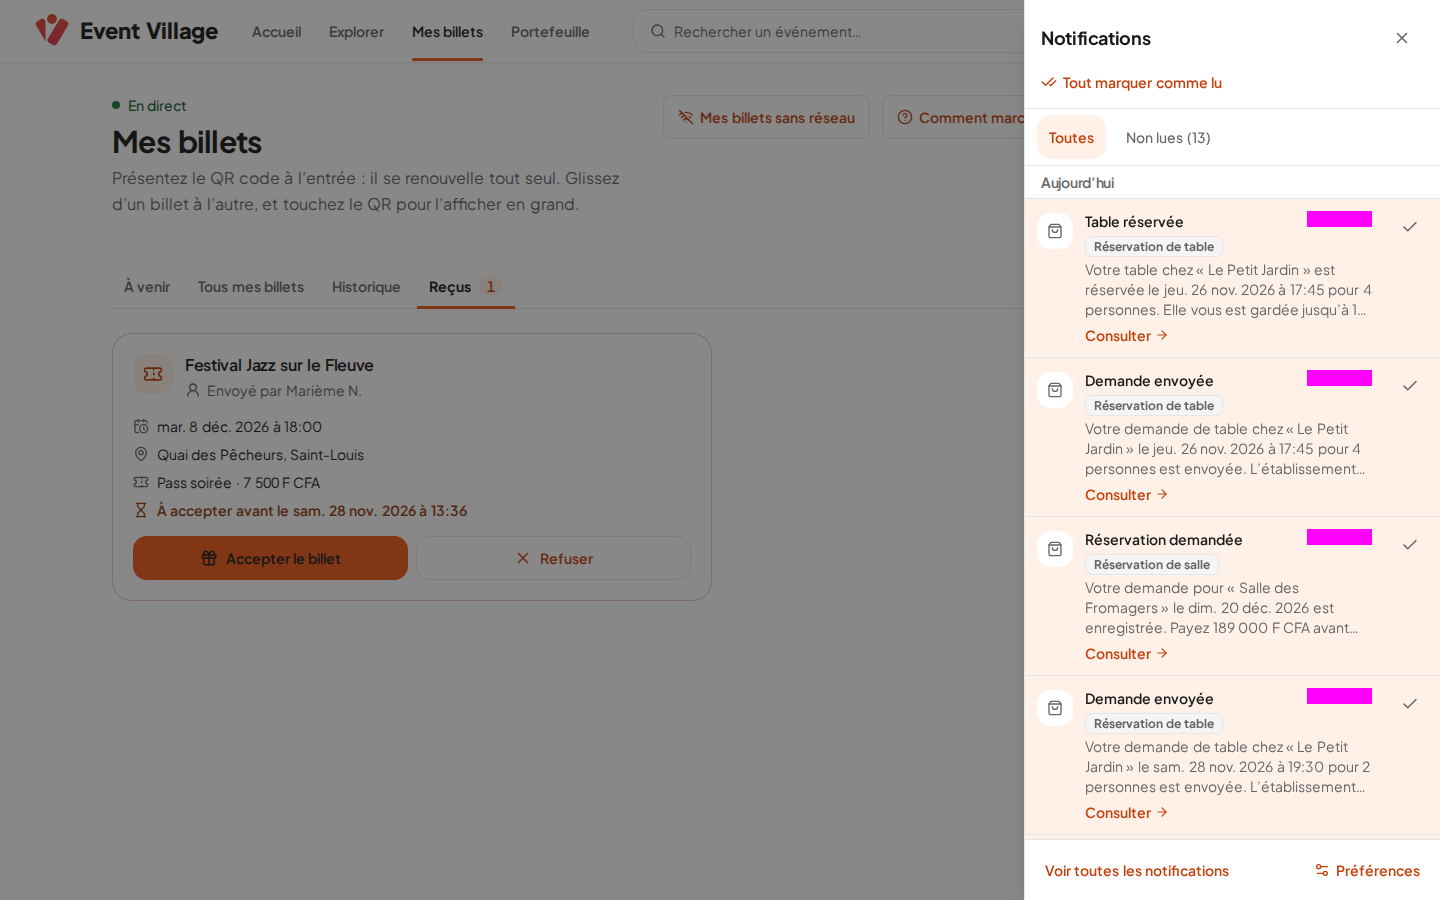 Event Village
Accueil
Explorer
Mes billets
Portefeuille
Rechercher un événement…
En direct
Mes billets
Présentez le QR code à l'entrée : il se renouvelle tout seul. Glissez
d'un billet à l'autre, et touchez le QR pour l'afficher en grand.
Mes billets sans réseau
À venir
Tous mes billets
Historique
Reçus 1
Festival Jazz sur le Fleuve
Envoyé par Marième N.
mar. 8 déc. 2026 à 18:00
Quai des Pêcheurs, Saint-Louis
Pass soirée · 7 500 F CFA
À accepter avant le sam. 28 nov. 2026 à 13:36
Accepter le billet
Refuser
Comment marc
Notifications
Tout marquer comme lu
Toutes
Non lues (13)
Aujourd'hui
Table réservée
Réservation de table
Votre table chez « Le Petit Jardin » est
réservée le jeu. 26 nov. 2026 à 17:45 pour 4
personnes. Elle vous est gardée jusqu'à 1…
Consulter
Demande envoyée
Réservation de table
Votre demande de table chez « Le Petit
Jardin » le jeu. 26 nov. 2026 à 17:45 pour 4
personnes est envoyée. L'établissement…
Consulter
Réservation demandée
Réservation de salle
Votre demande pour « Salle des
Fromagers » le dim. 20 déc. 2026 est
enregistrée. Payez 189 000 F CFA avant…
Consulter
Demande envoyée
Réservation de table
Votre demande de table chez « Le Petit
Jardin » le sam. 28 nov. 2026 à 19:30 pour 2
personnes est envoyée. L'établissement…
Consulter
Voir toutes les notifications
Préférences